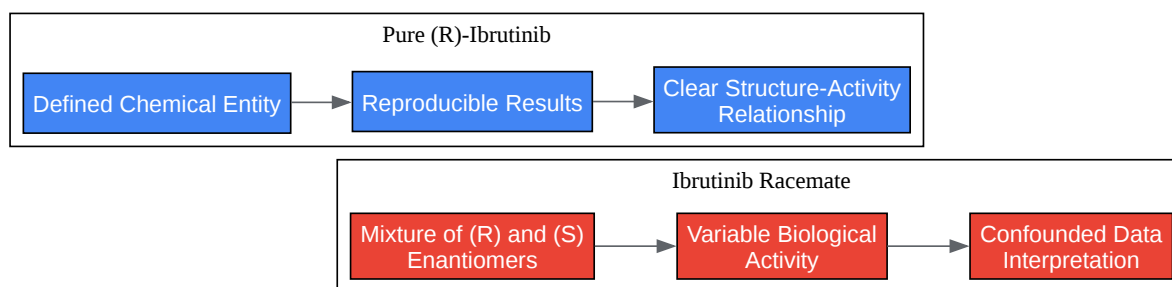 Pure (R)-Ibrutinib
Defined Chemical Entity
Reproducible Results
Clear Structure-Activity
Relationship
Ibrutinib Racemate
Mixture of (R) and (S)
Enantiomers
Variable Biological
Activity
Confounded Data
Interpretation